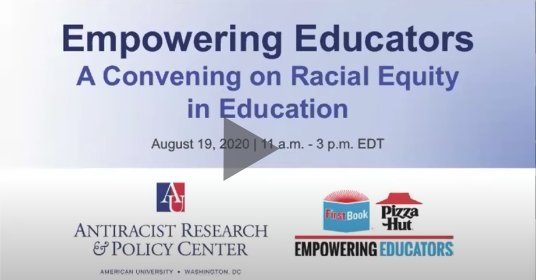 Empowering Educators
A Convening on Racial Equity
in Education
August 19, 2020 | 11 a.m. - 3 p.m. EDT
AU
First Book
Pizza
Hut
ANTIRACIST RESEARCH
& POLICY CENTER
EMPOWERING EDUCATORS
AMERICAN UNIVERSITY • WASHINGTON, DC